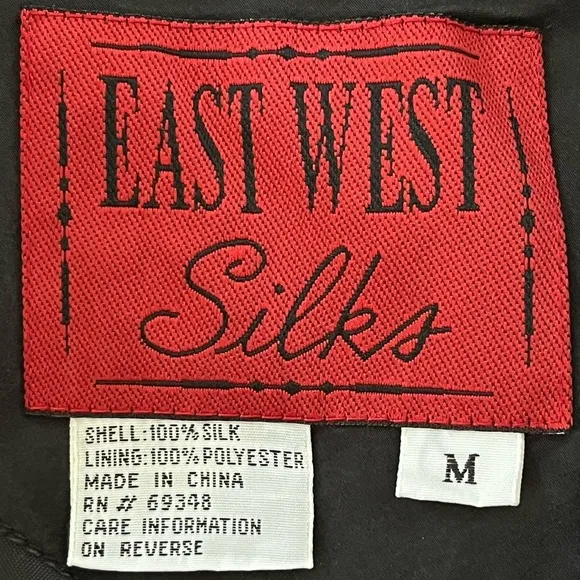 EAST WEST
Silks
SHELL:100% SILK
LINING:100% POLYESTER
MADE IN CHINA
RN # 69348
CARE INFORMATION
ON REVERSE
M